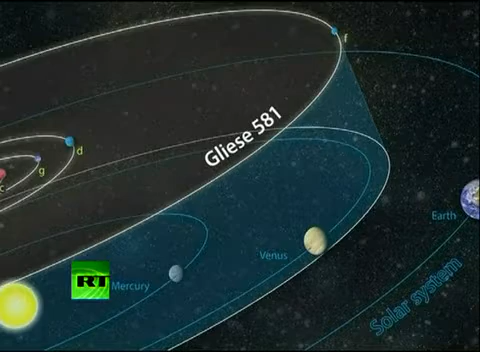 f
Gliese 581
d
g
c
Earth
Venus
RT
Mercury
Solar system